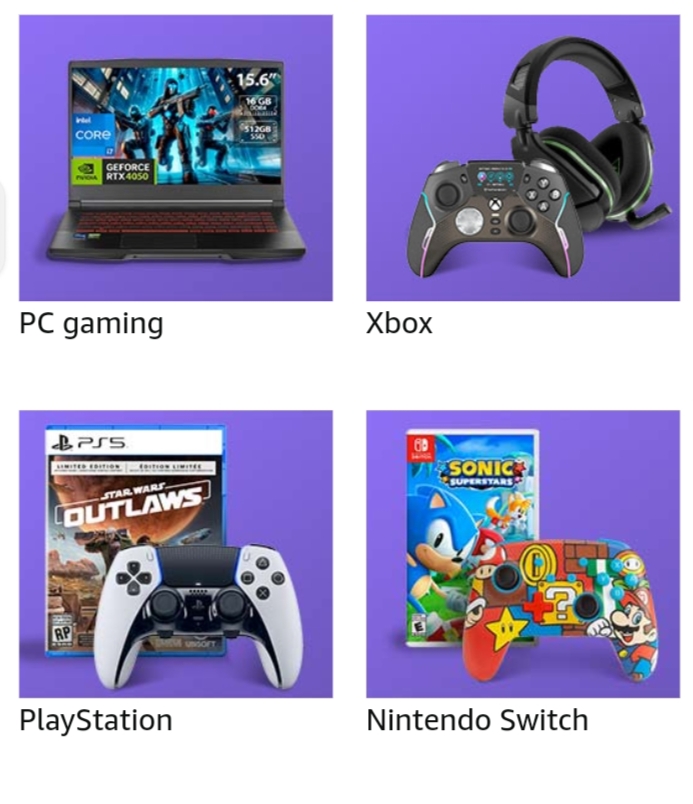 15.6"
16 GB
DDR4
512GB
SSD
intel
CORE
i7
NVIDIA
GEFORCE
RTX 4050
PC gaming
Xbox
PS5
LIMITED EDITION | ÉDITION LIMITÉE
STAR WARS
OUTLAWS
RP
UBISOFT
PlayStation
SONIC
SUPERSTARS
E
?
Nintendo Switch